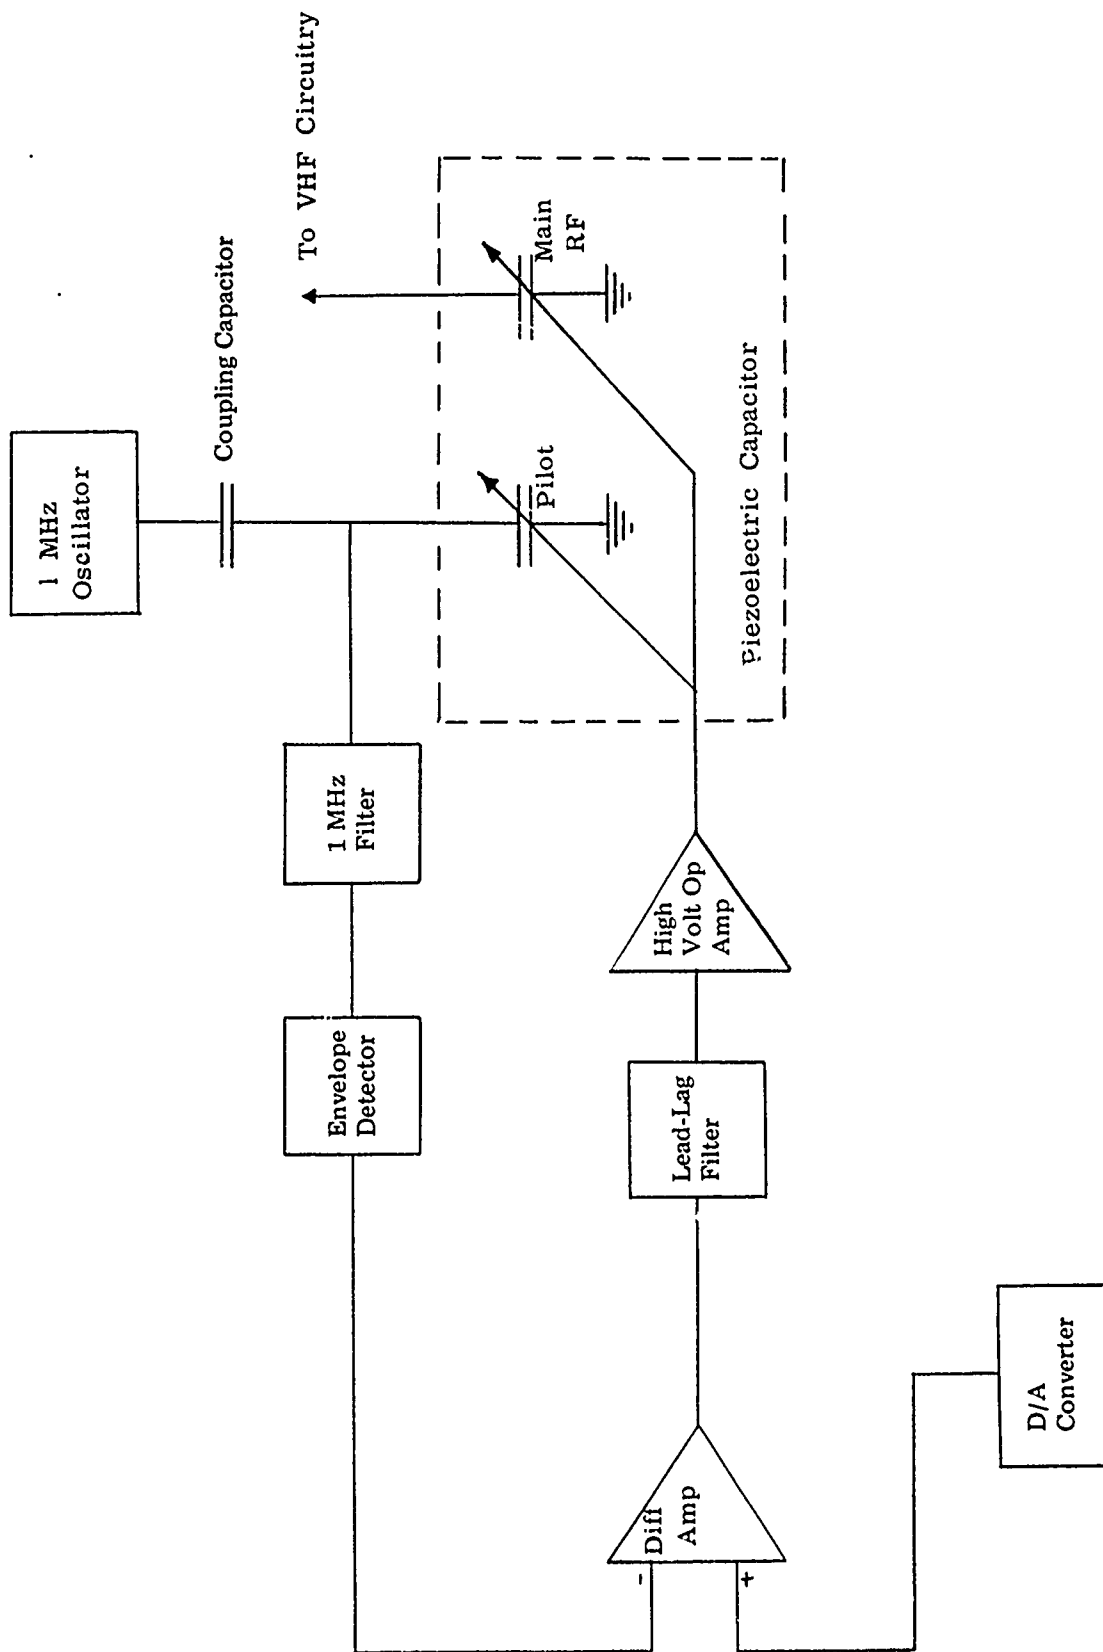 1 MHz
Oscillator
Coupling Capacitor
To VHF Circuitry
1 MHz
Filter
Envelope
Detector
Pilot
Main
RF
Piezoelectric Capacitor
High
Volt Op
Amp
Lead-Lag
Filter
Diff
Amp
-
+
D/A
Converter